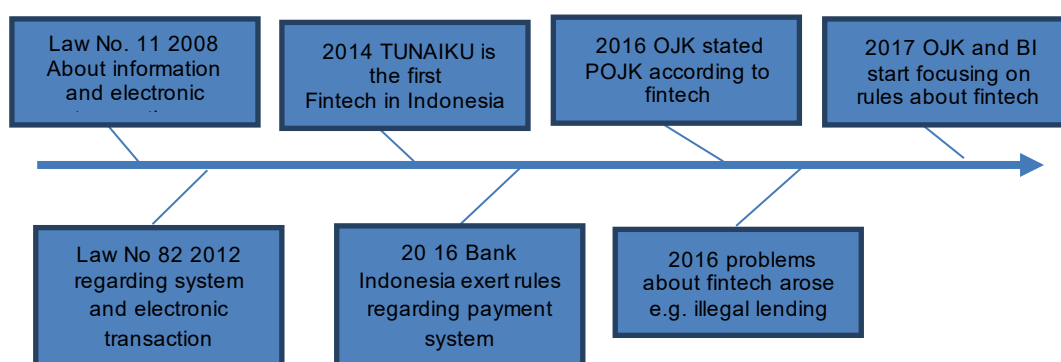 Law No. 11 2008
About information
and electronic
2014 TUNAIKU is
the first
Fintech in Indonesia
2016 OJK stated
POJK according to
fintech
2017 OJK and BI
start focusing on
rules about fintech
Law No 82 2012
regarding system
and electronic
transaction
20 16 Bank
Indonesia exert rules
regarding payment
system
2016 problems
about fintech arose
e.g. illegal lending